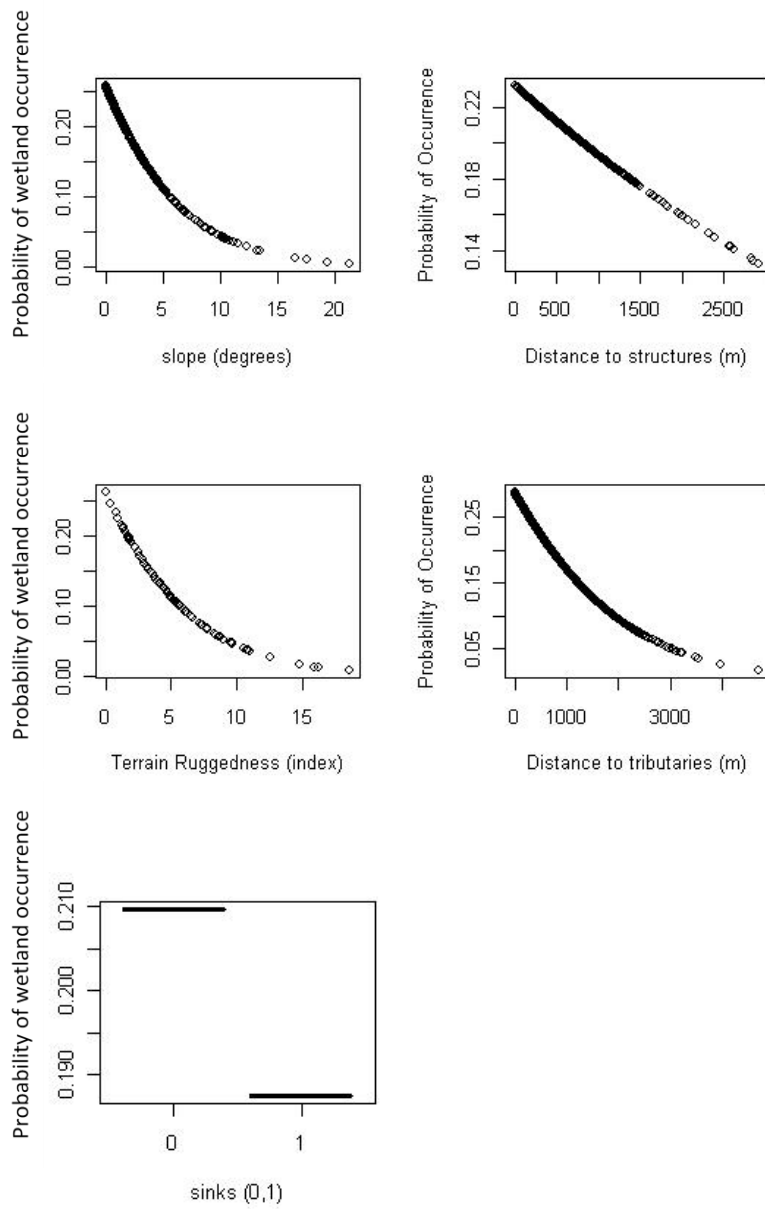 Probability of wetland occurrence
0.00 0.10 0.20
0 5 10 15 20
slope (degrees)
Probability of Occurrence
0.14 0.18 0.22
0 500 1500 2500
Distance to structures (m)
Probability of wetland occurrence
0.00 0.10 0.20
0 5 10 15
Terrain Ruggedness (index)
Probability of Occurrence
0.05 0.15 0.25
0 1000 3000
Distance to tributaries (m)
Probability of wetland occurrence
0.190 0.200 0.210
0 1
sinks (0,1)